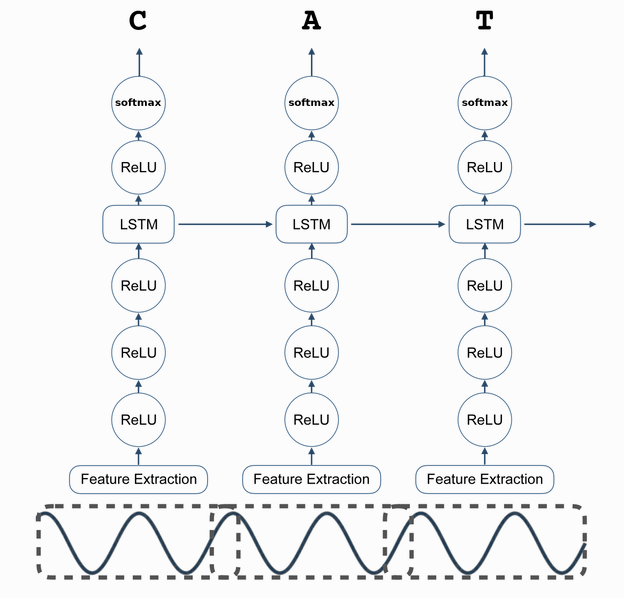 C A T
softmax softmax softmax
ReLU ReLU ReLU
LSTM LSTM LSTM
ReLU ReLU ReLU
ReLU ReLU ReLU
ReLU ReLU ReLU
Feature Extraction Feature Extraction Feature Extraction